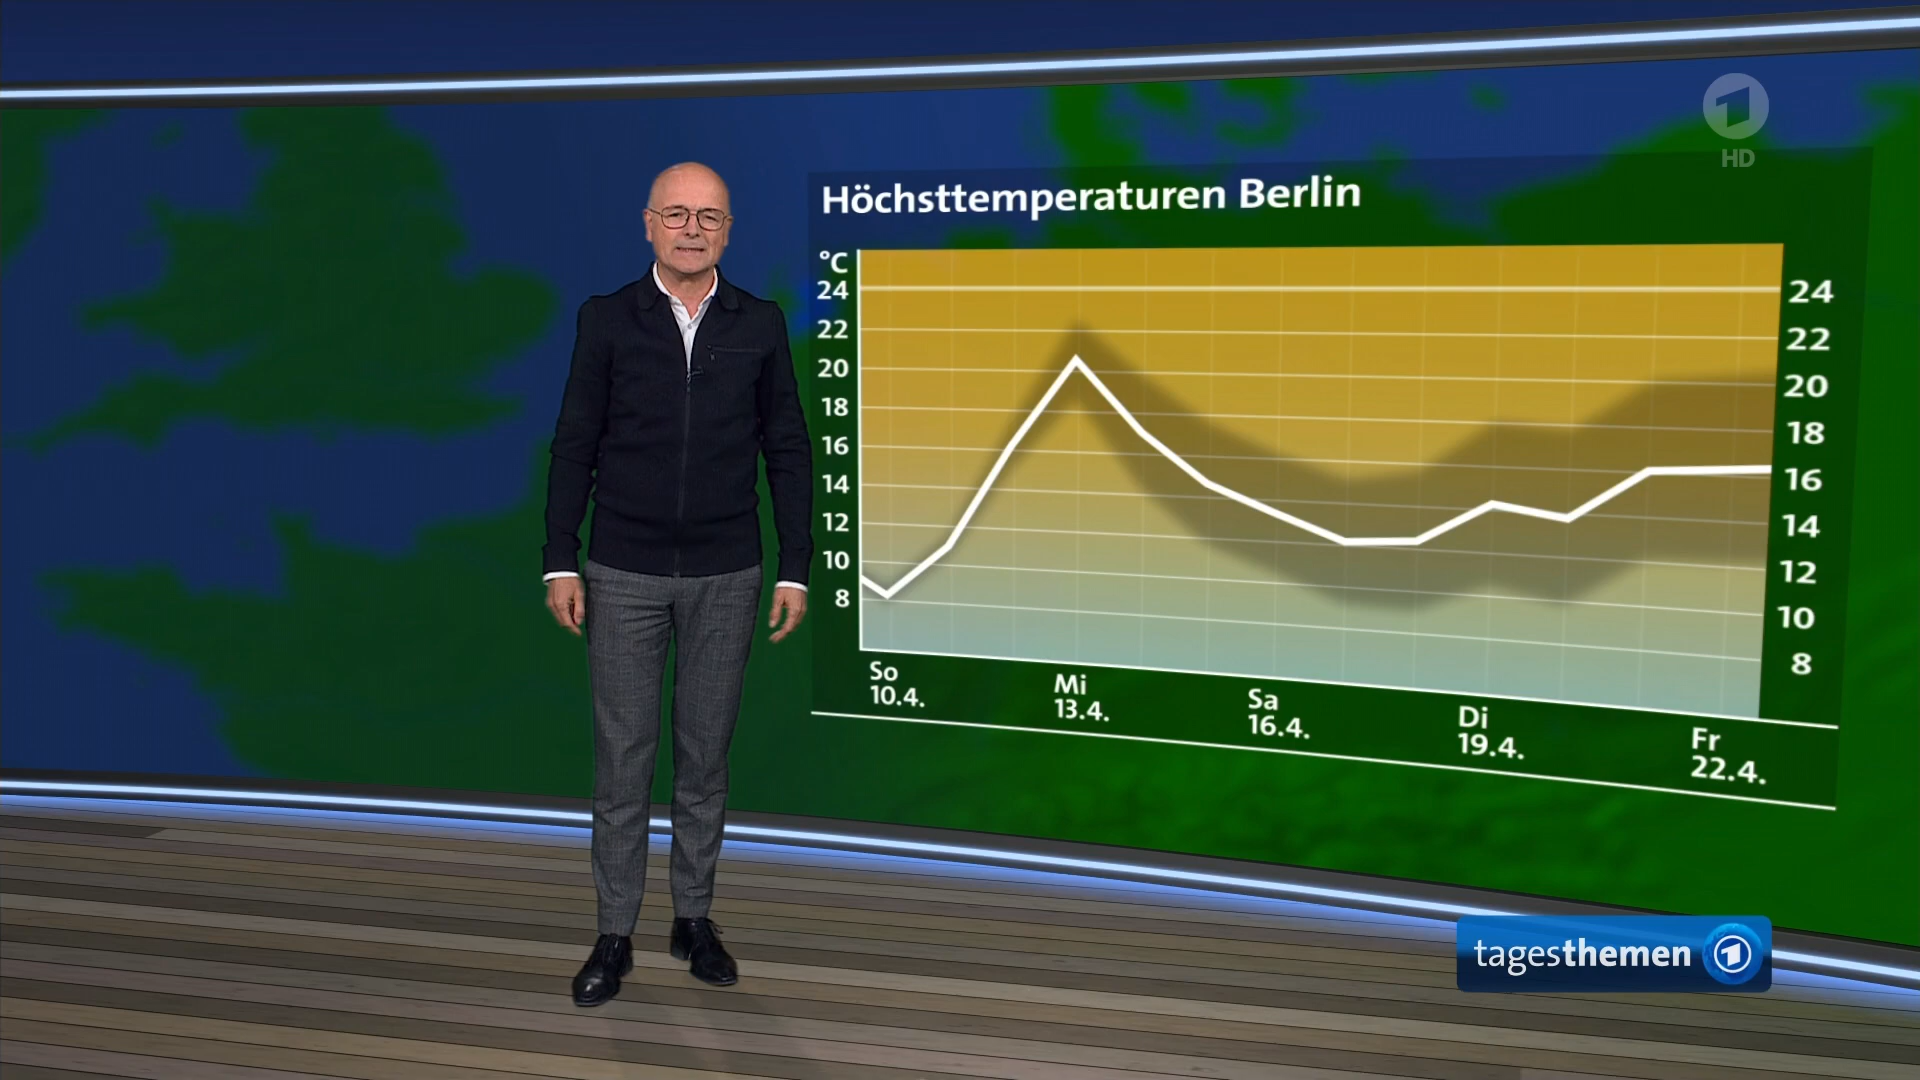 HD
Höchsttemperaturen Berlin
°C
24
22
20
18
16
14
12
10
8
24
22
20
18
16
14
12
10
8
So
10.4.
Mi
13.4.
Sa
16.4.
Di
19.4.
Fr
22.4.
tagesthemen